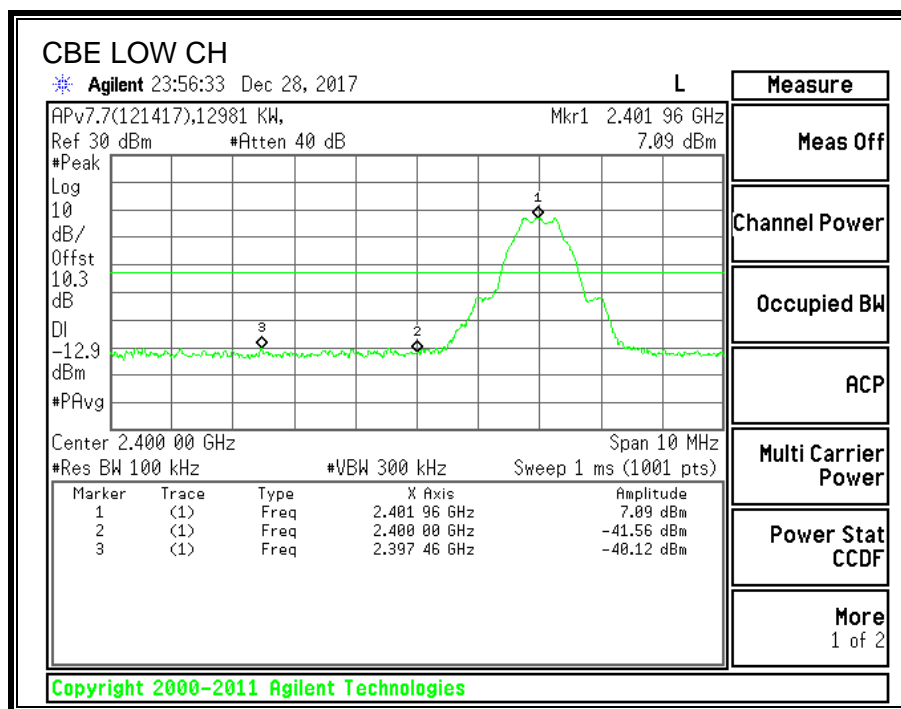 CBE LOW CH
Agilent 23:56:33 Dec 28, 2017 L
APv7.7(121417),12981 KW, Mkr1 2.401 96 GHz
Ref 30 dBm #Atten 40 dB 7.09 dBm
#Peak
Log
10
dB/
Offst
10.3
dB
DI
-12.9
dBm
#PAvg
1
3
2
Center 2.400 00 GHz Span 10 MHz
#Res BW 100 kHz #VBW 300 kHz Sweep 1 ms (1001 pts)
Marker Trace Type X Axis Amplitude
1 (1) Freq 2.401 96 GHz 7.09 dBm
2 (1) Freq 2.400 00 GHz -41.56 dBm
3 (1) Freq 2.397 46 GHz -40.12 dBm
Measure
Meas Off
Channel Power
Occupied BW
ACP
Multi Carrier
Power
Power Stat
CCDF
More
1 of 2
Copyright 2000-2011 Agilent Technologies